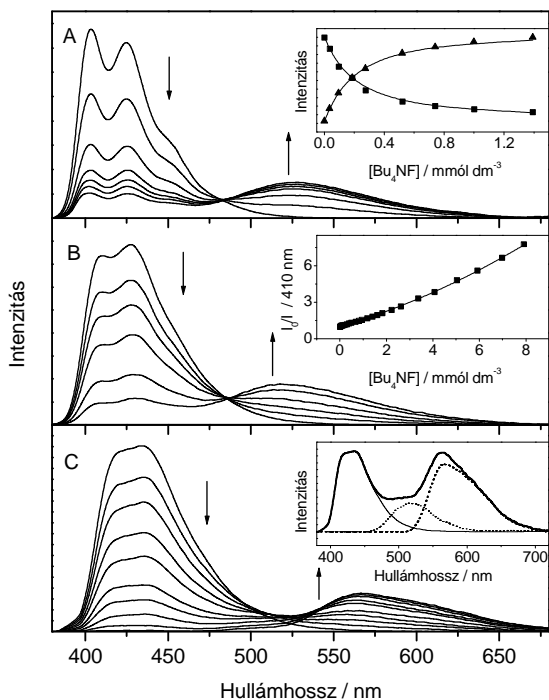 A
Intenzitás
0.0 0.4 0.8 1.2
[Bu4NF] / mmól dm-3
B
I0/I / 410 nm
6
3
0
0 2 4 6 8
[Bu4NF] / mmól dm-3
Intenzitás
C
Intenzitás
400 500 600 700
Hullámhossz / nm
400 450 500 550 600 650
Hullámhossz / nm